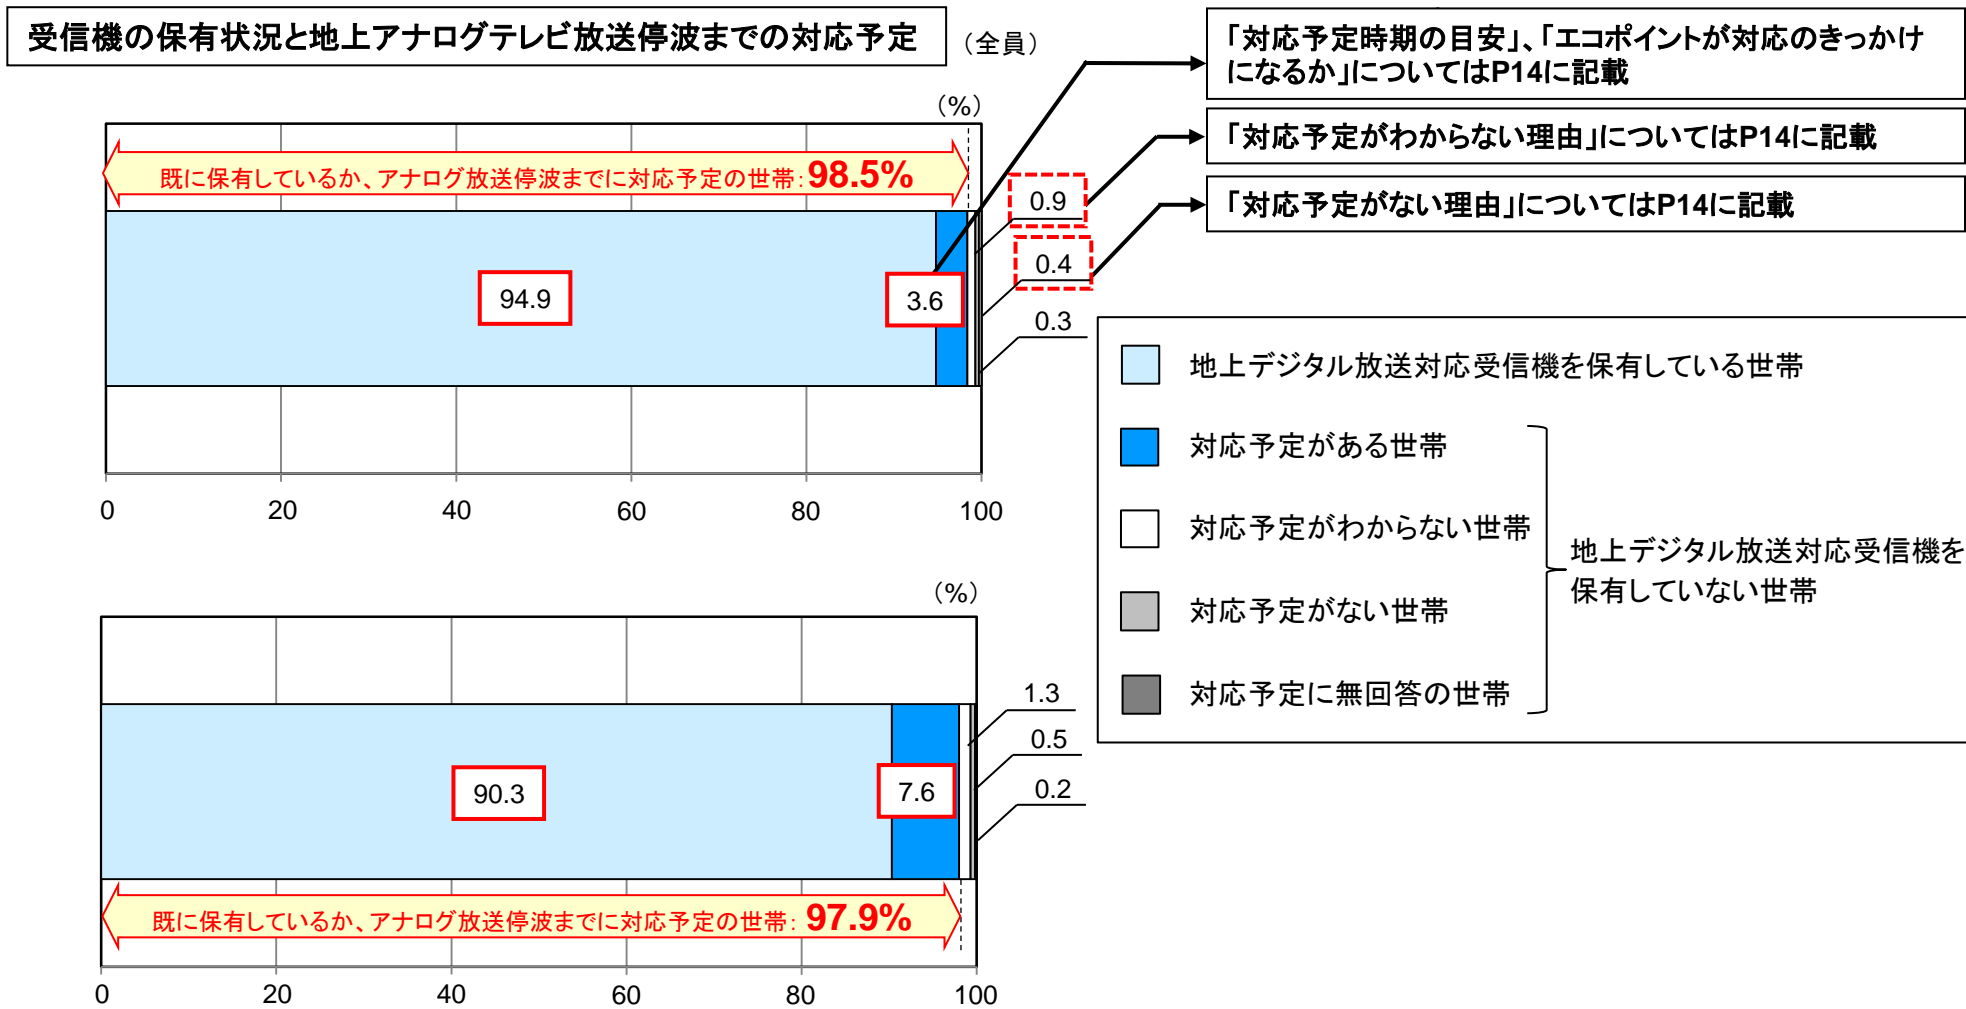 受信機の保有状況と地上アナログテレビ放送停波までの対応予定
（全員）
「対応予定時期の目安」、「エコポイントが対応のきっかけ
になるか」についてはP14に記載
「対応予定がわからない理由」についてはP14に記載
「対応予定がない理由」についてはP14に記載
（%）
既に保有しているか、アナログ放送停波までに対応予定の世帯：98.5%
94.9
3.6
0.9
0.4
0.3
0 20 40 60 80 100
地上デジタル放送対応受信機を保有している世帯
対応予定がある世帯
対応予定がわからない世帯
対応予定がない世帯
対応予定に無回答の世帯
地上デジタル放送対応受信機を
保有していない世帯
（%）
90.3
7.6
1.3
0.5
0.2
既に保有しているか、アナログ放送停波までに対応予定の世帯：97.9%
0 20 40 60 80 100